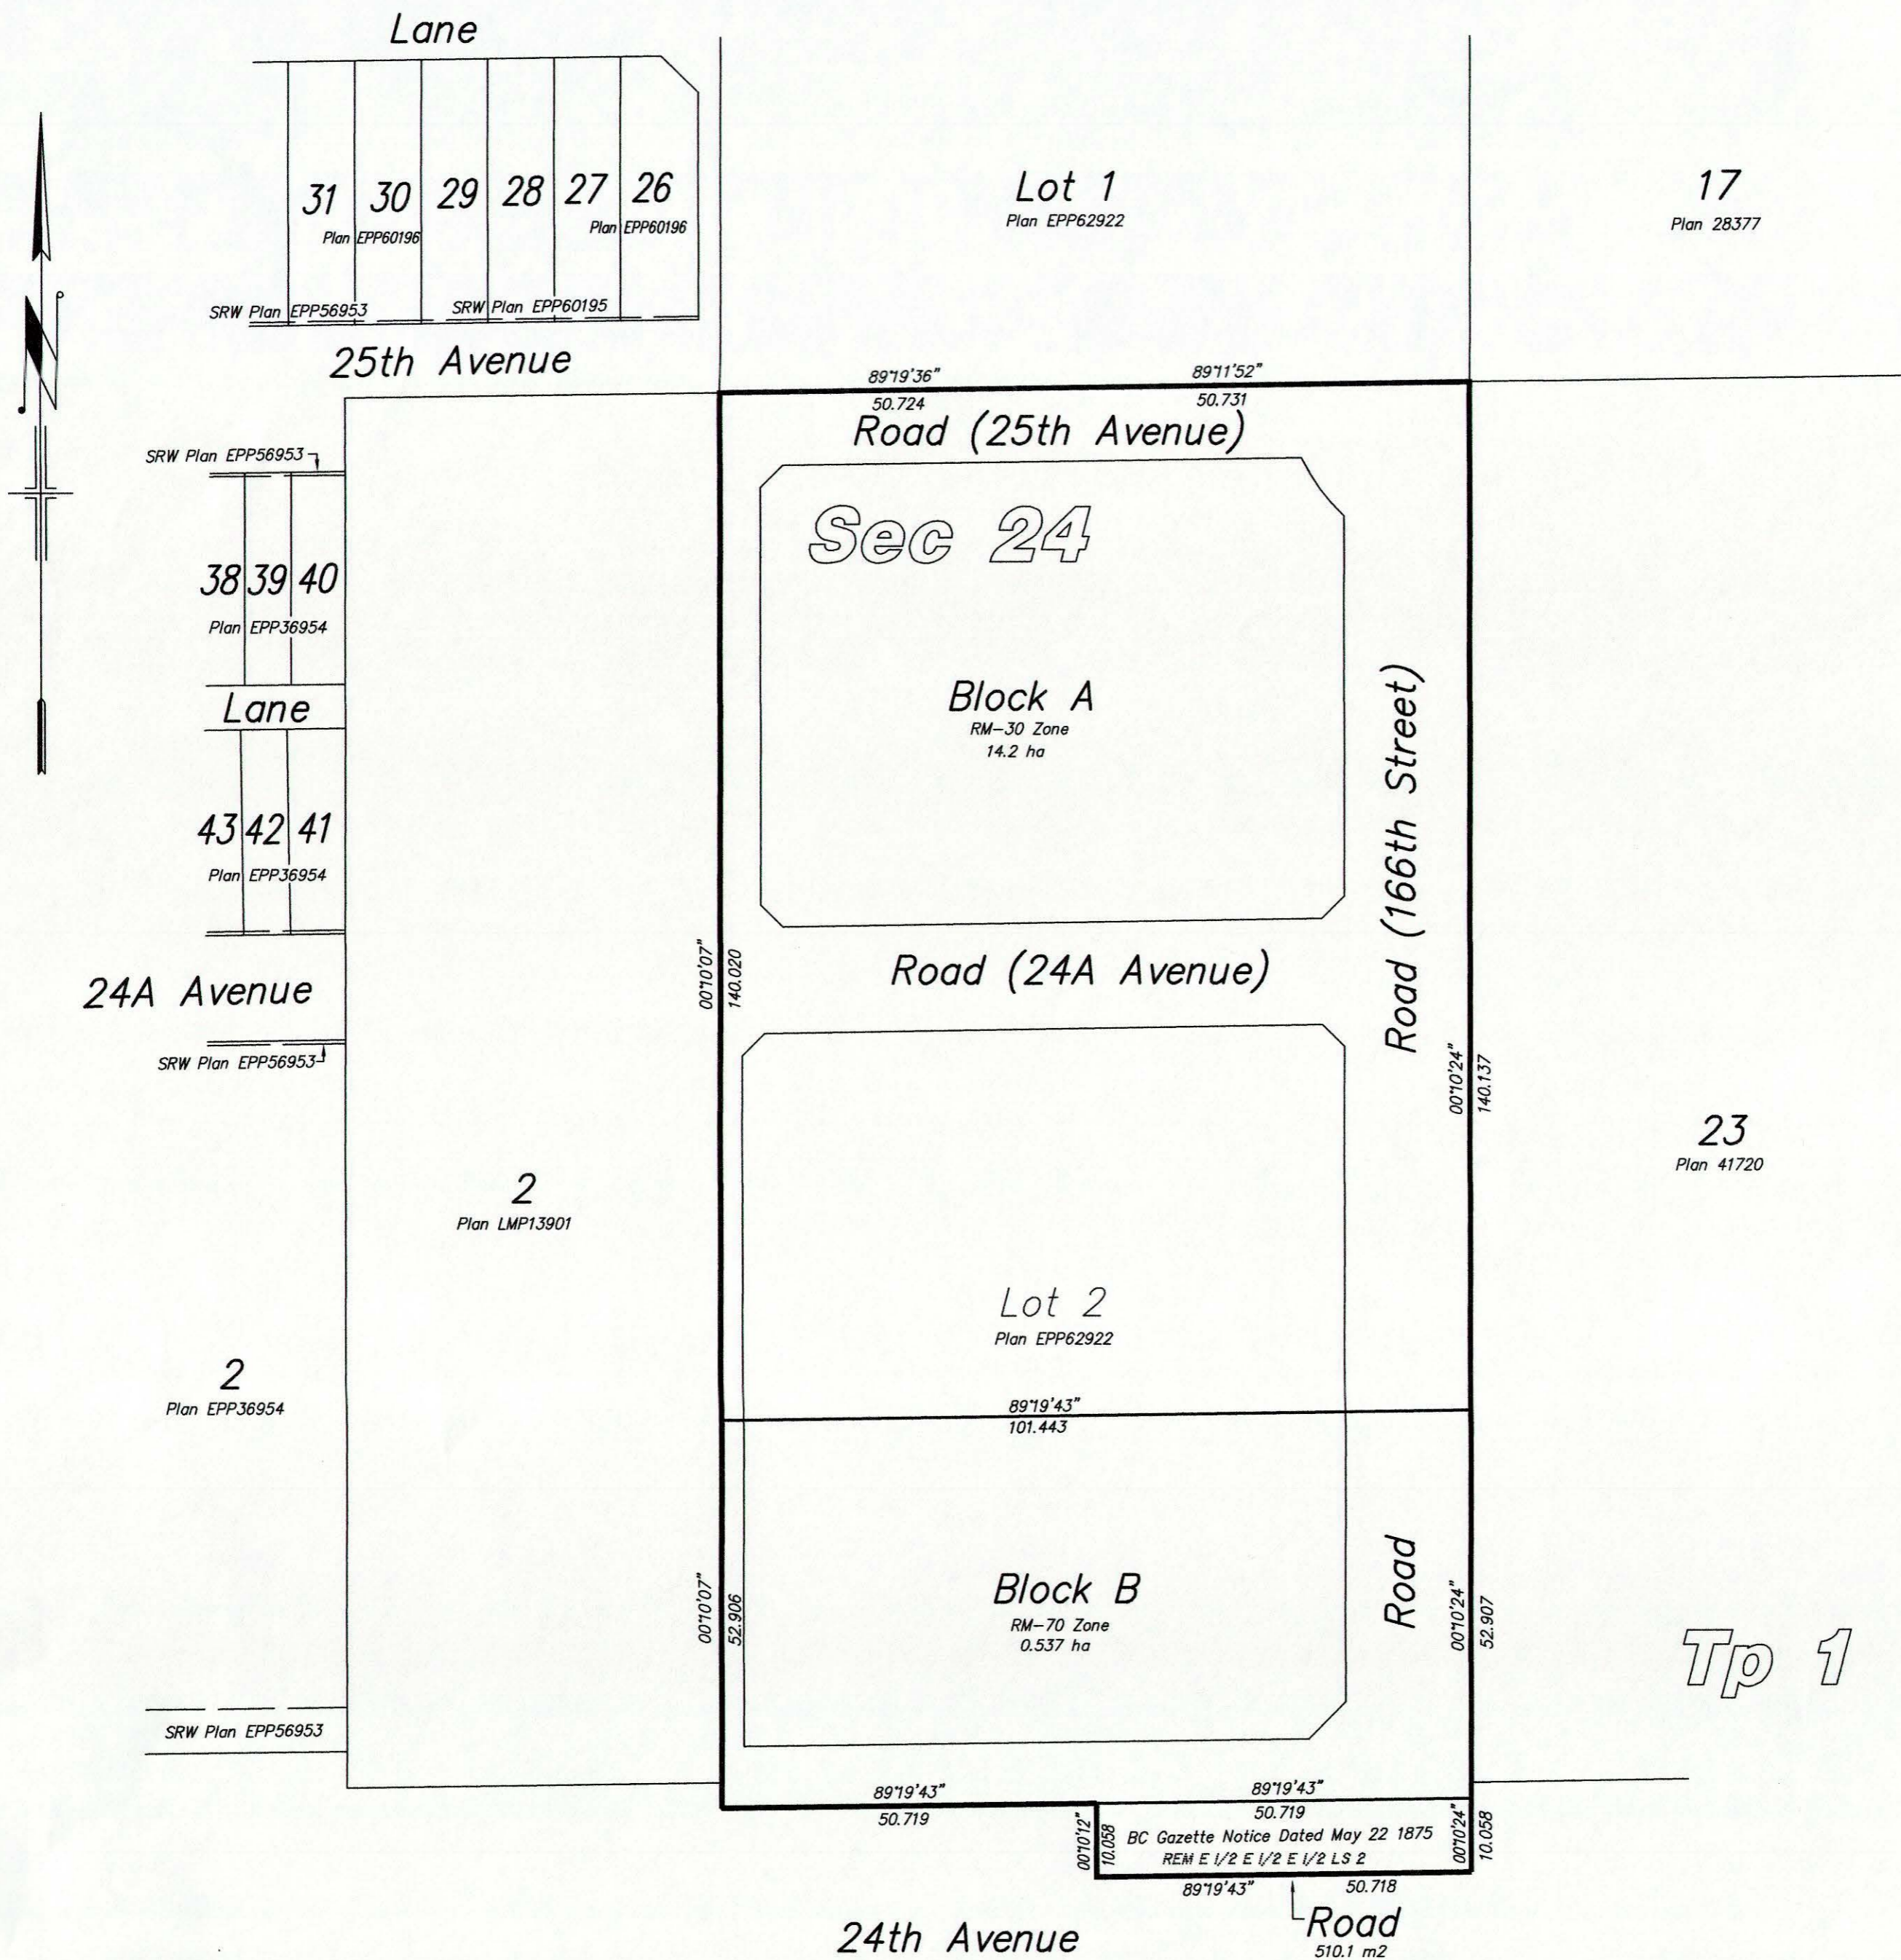 Lane
31
30
29
28
27
26
Plan EPP60196
Plan EPP60196
SRW Plan EPP56953
SRW Plan EPP60195
25th Avenue
Lot 1
Plan EPP62922
17
Plan 28377
89°19'36"
50.724
89°11'52"
50.731
Road (25th Avenue)
N
SRW Plan EPP56953
38
39
40
Plan EPP36954
Lane
43
42
41
Plan EPP36954
24A Avenue
SRW Plan EPP56953
Sec 24
Block A
RM-30 Zone
14.2 ha
Road (166th Street)
00°10'07"
140.020
Road (24A Avenue)
00°10'24"
140.137
23
Plan 41720
2
Plan LMP13901
Lot 2
Plan EPP62922
2
Plan EPP36954
89°19'43"
101.443
00°10'07"
52.906
Block B
RM-70 Zone
0.537 ha
Road
00°10'24"
52.907
Tp 1
SRW Plan EPP56953
89°19'43"
50.719
89°19'43"
50.719
00°10'12"
10.058
BC Gazette Notice Dated May 22 1875
REM E 1/2 E 1/2 E 1/2 LS 2
00°10'24"
10.058
89°19'43"
50.718
24th Avenue
Road
510.1 m2